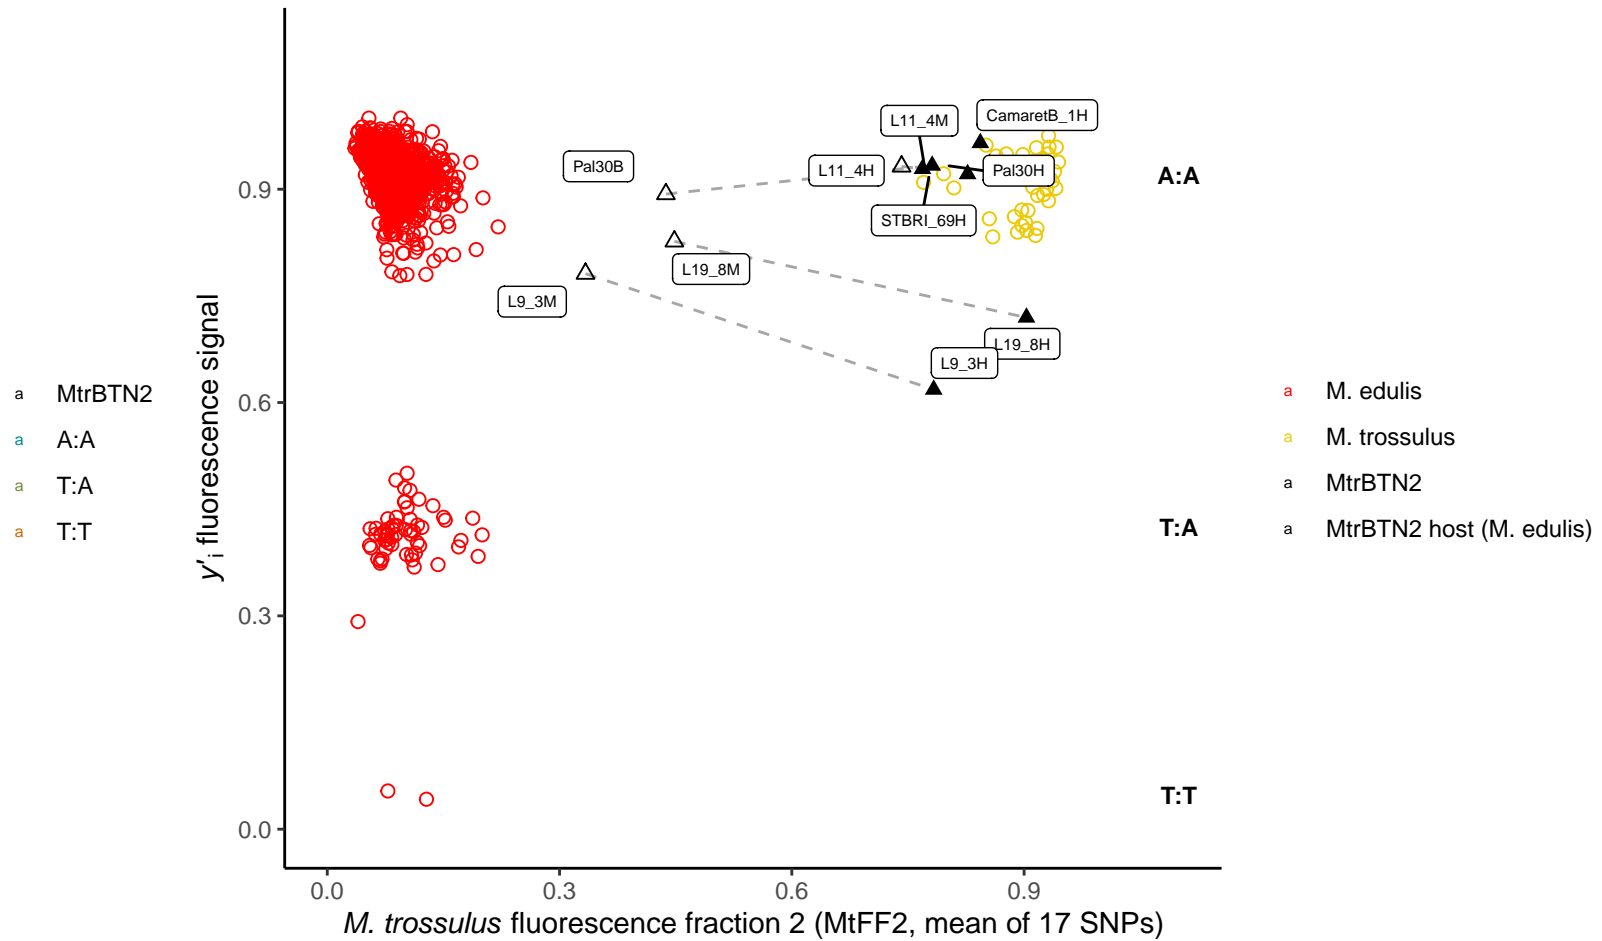 CamaretB_1H
L11_4M
Pal30B
L11_4H
Pal30H
A:A
STBRI_69H
L19_8M
L9_3M
L19_8H
L9_3H
0.9
0.6
0.3
0.0
y′i fluorescence signal
a MtrBTN2
a A:A
a T:A
a T:T
a M. edulis
a M. trossulus
a MtrBTN2
a MtrBTN2 host (M. edulis)
T:A
T:T
0.0 0.3 0.6 0.9
M. trossulus fluorescence fraction 2 (MtFF2, mean of 17 SNPs)